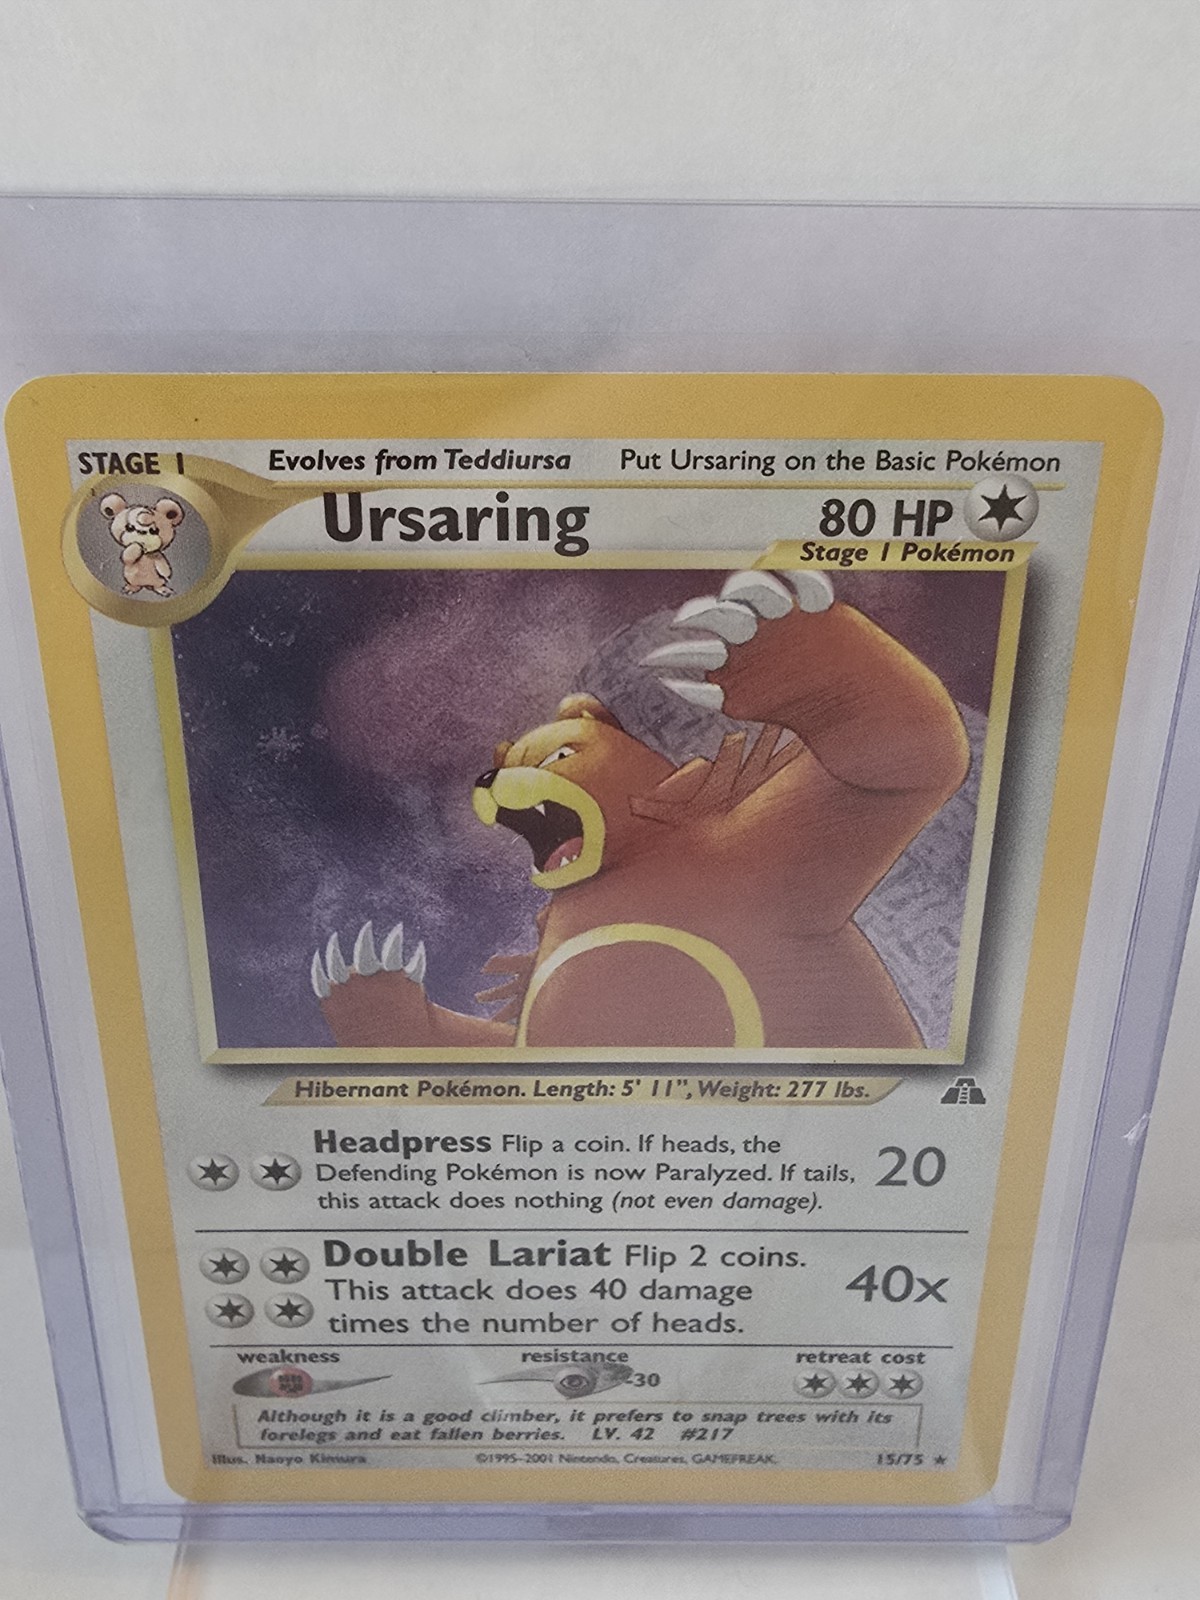 STAGE 1 Evolves from Teddiursa Put Ursaring on the Basic Pokémon
Ursaring 80 HP
Stage 1 Pokémon
Hibernant Pokémon. Length: 5' 11", Weight: 277 lbs.
Headpress Flip a coin. If heads, the
Defending Pokémon is now Paralyzed. If tails, 20
this attack does nothing (not even damage).
Double Lariat Flip 2 coins.
This attack does 40 damage 40x
times the number of heads.
weakness resistance retreat cost
-30
Although it is a good climber, it prefers to snap trees with its
forelegs and eat fallen berries. LV. 42 #217
Illus. Naoyo Kimura ©1995-2001 Nintendo, Creatures, GAMEFREAK. 15/75 ★